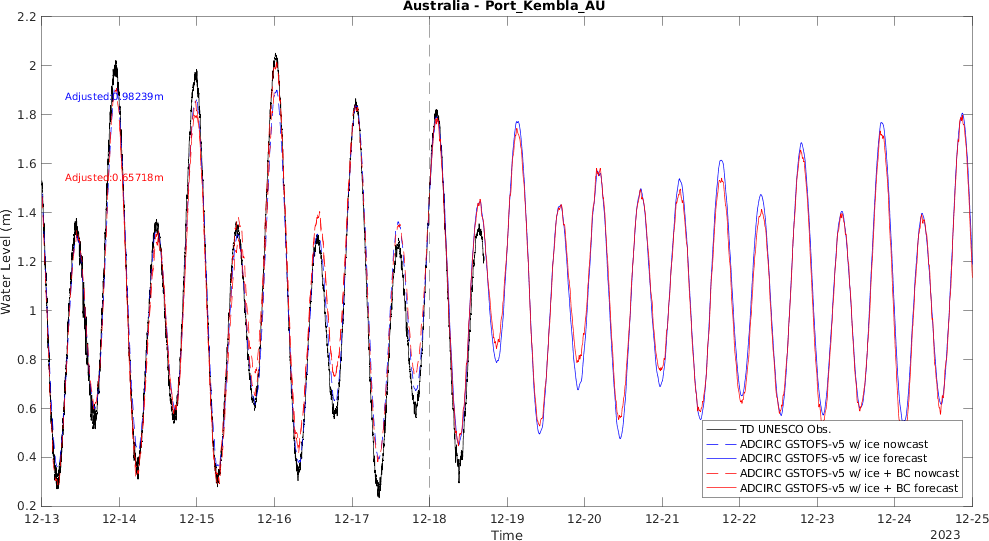 Australia - Port_Kembla_AU
2.2
2
1.8
1.6
1.4
1.2
1
0.8
0.6
0.4
0.2
Water Level (m)
Adjusted:0.98239m
Adjusted:0.65718m
TD UNESCO Obs.
ADCIRC GSTOFS-v5 w/ ice nowcast
ADCIRC GSTOFS-v5 w/ ice forecast
ADCIRC GSTOFS-v5 w/ ice + BC nowcast
ADCIRC GSTOFS-v5 w/ ice + BC forecast
12-13 12-14 12-15 12-16 12-17 12-18 12-19 12-20 12-21 12-22 12-23 12-24 12-25
Time
2023